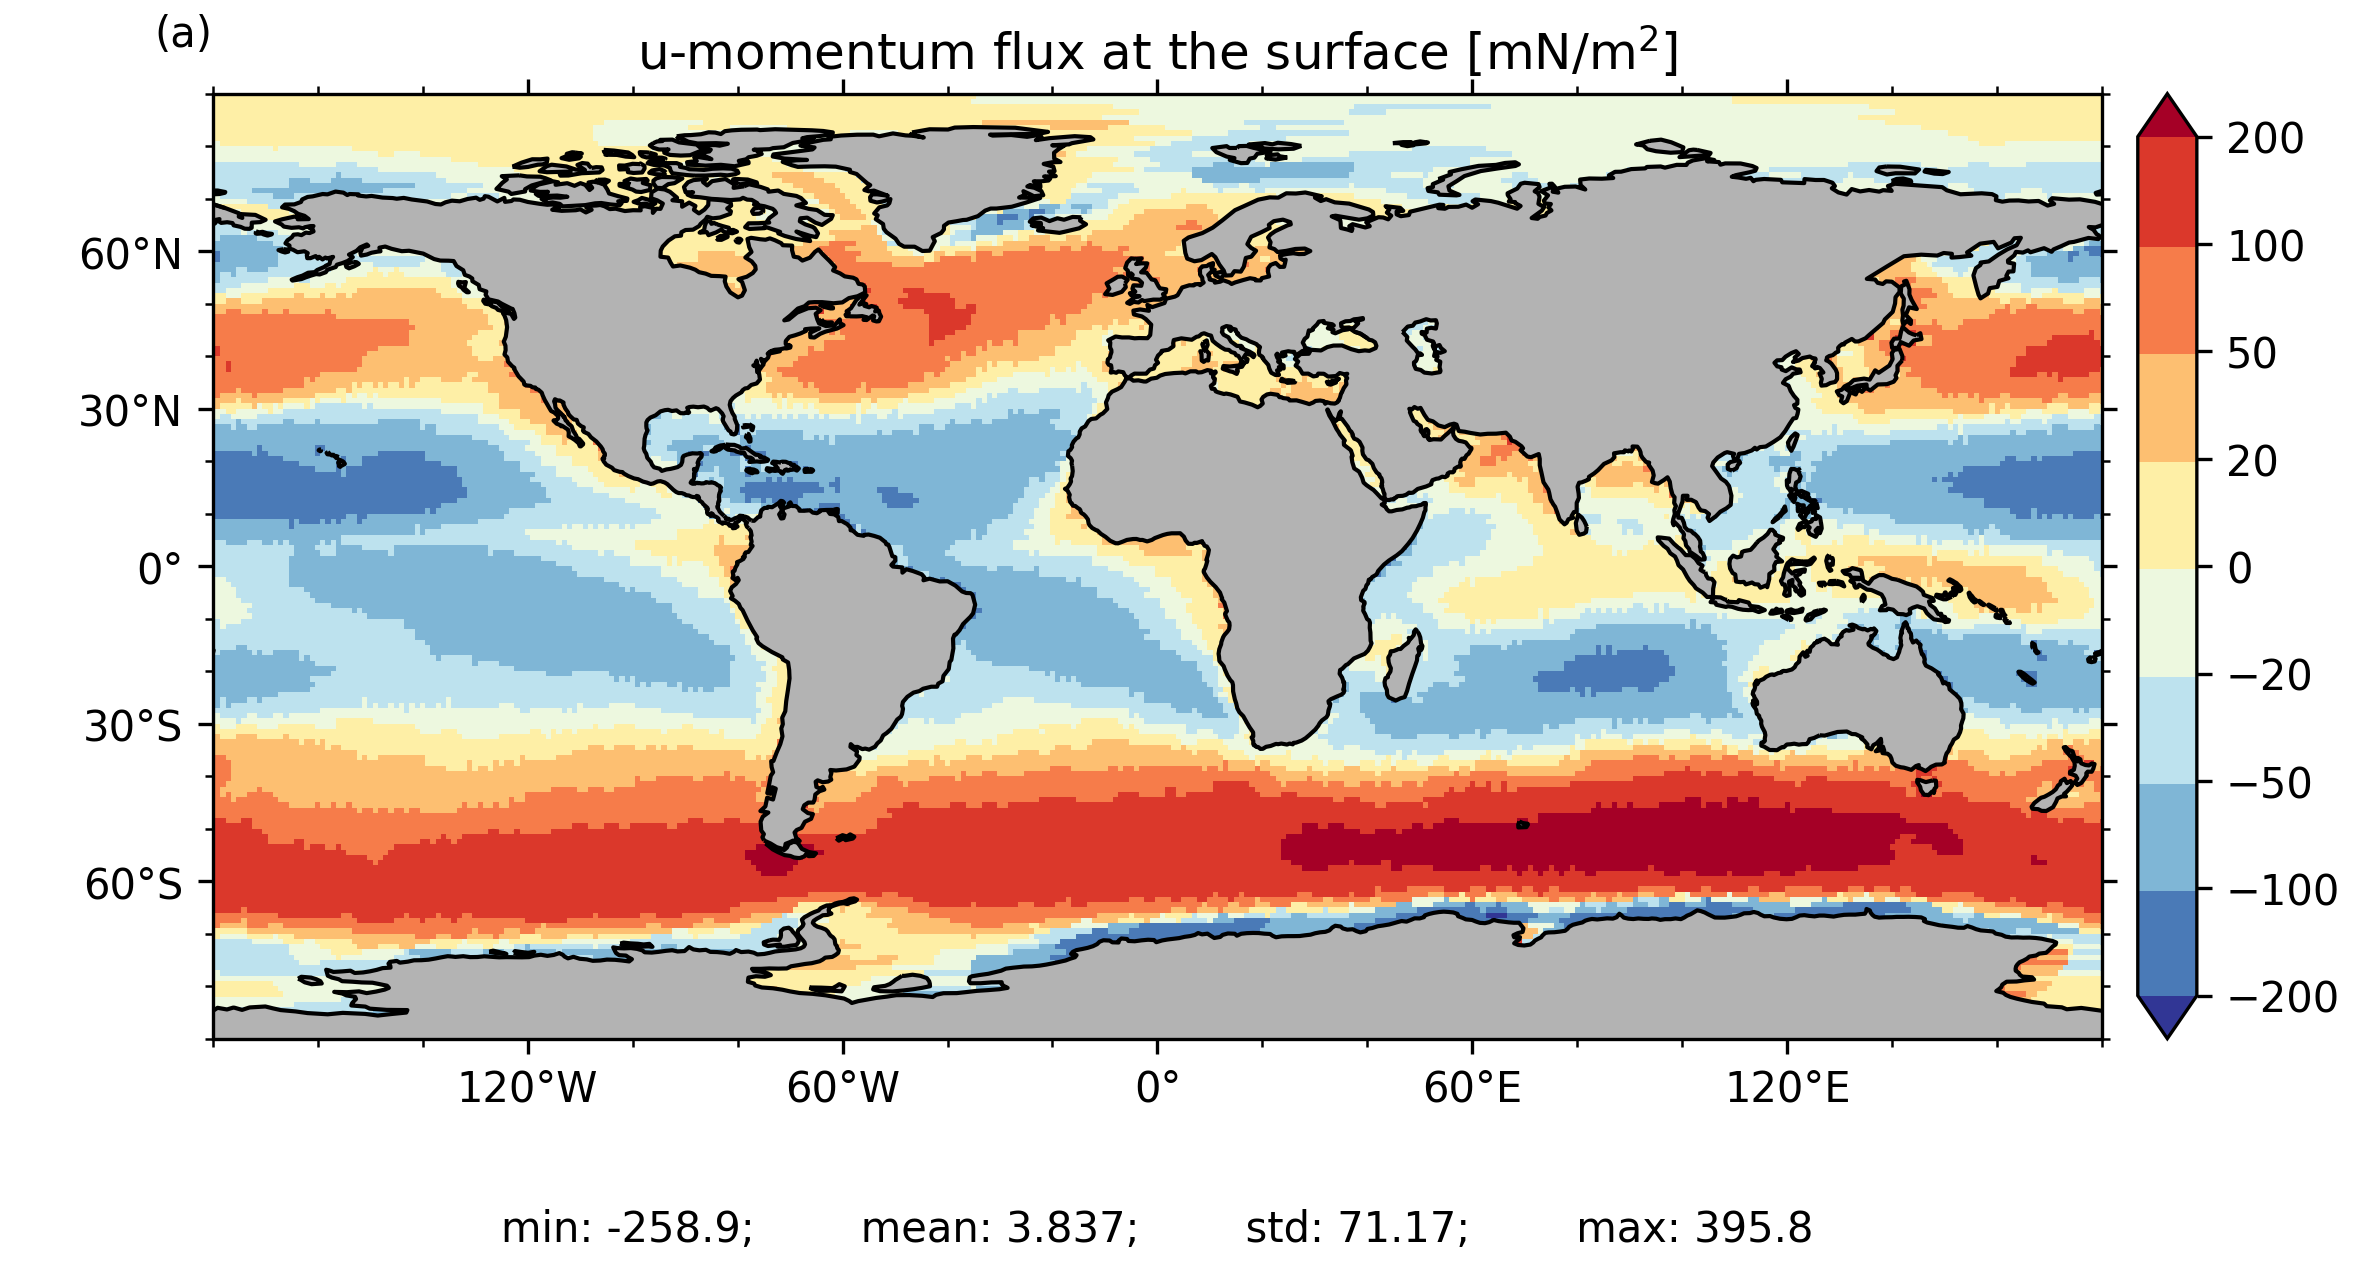 (a)
u-momentum flux at the surface [mN/m²]
60°N
30°N
0°
30°S
60°S
120°W 60°W 0° 60°E 120°E
200
100
50
20
0
−20
−50
−100
−200
min: -258.9; mean: 3.837; std: 71.17; max: 395.8